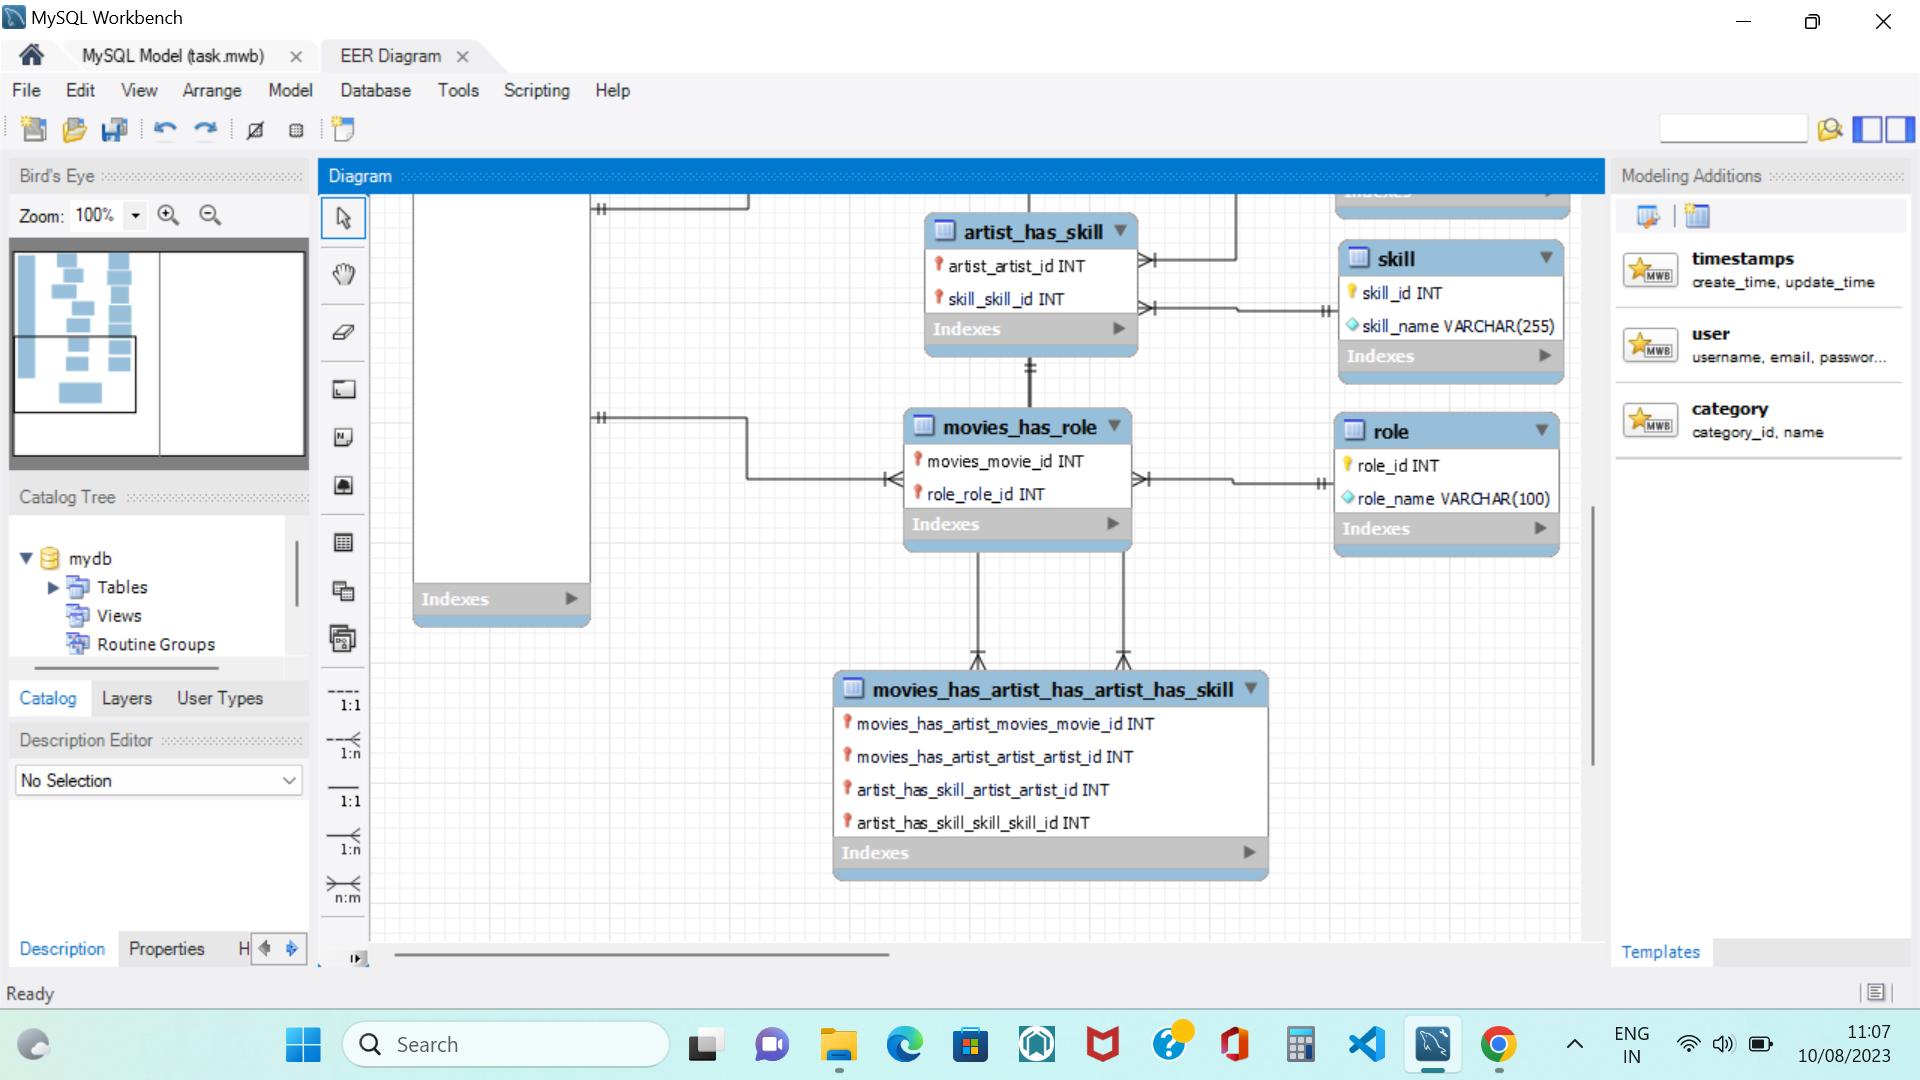 MySQL Workbench
MySQL Model (task.mwb)
EER Diagram
File Edit View Arrange Model Database Tools Scripting Help
Bird's Eye
Zoom: 100%
Catalog Tree
mydb
Tables
Views
Routine Groups
Catalog Layers User Types
Description Editor
No Selection
Description Properties H
Ready
Diagram
1:1
1:n
1:1
1:n
n:m
Indexes
artist_has_skill
artist_artist_id INT
skill_skill_id INT
Indexes
skill
skill_id INT
skill_name VARCHAR(255)
Indexes
movies_has_role
movies_movie_id INT
role_role_id INT
Indexes
role
role_id INT
role_name VARCHAR(100)
Indexes
Indexes
movies_has_artist_has_artist_has_skill
movies_has_artist_movies_movie_id INT
movies_has_artist_artist_artist_id INT
artist_has_skill_artist_artist_id INT
artist_has_skill_skill_skill_id INT
Indexes
Modeling Additions
MWB
timestamps
create_time, update_time
MWB
user
username, email, passwor...
MWB
category
category_id, name
Templates
Search
ENG
IN
11:07
10/08/2023